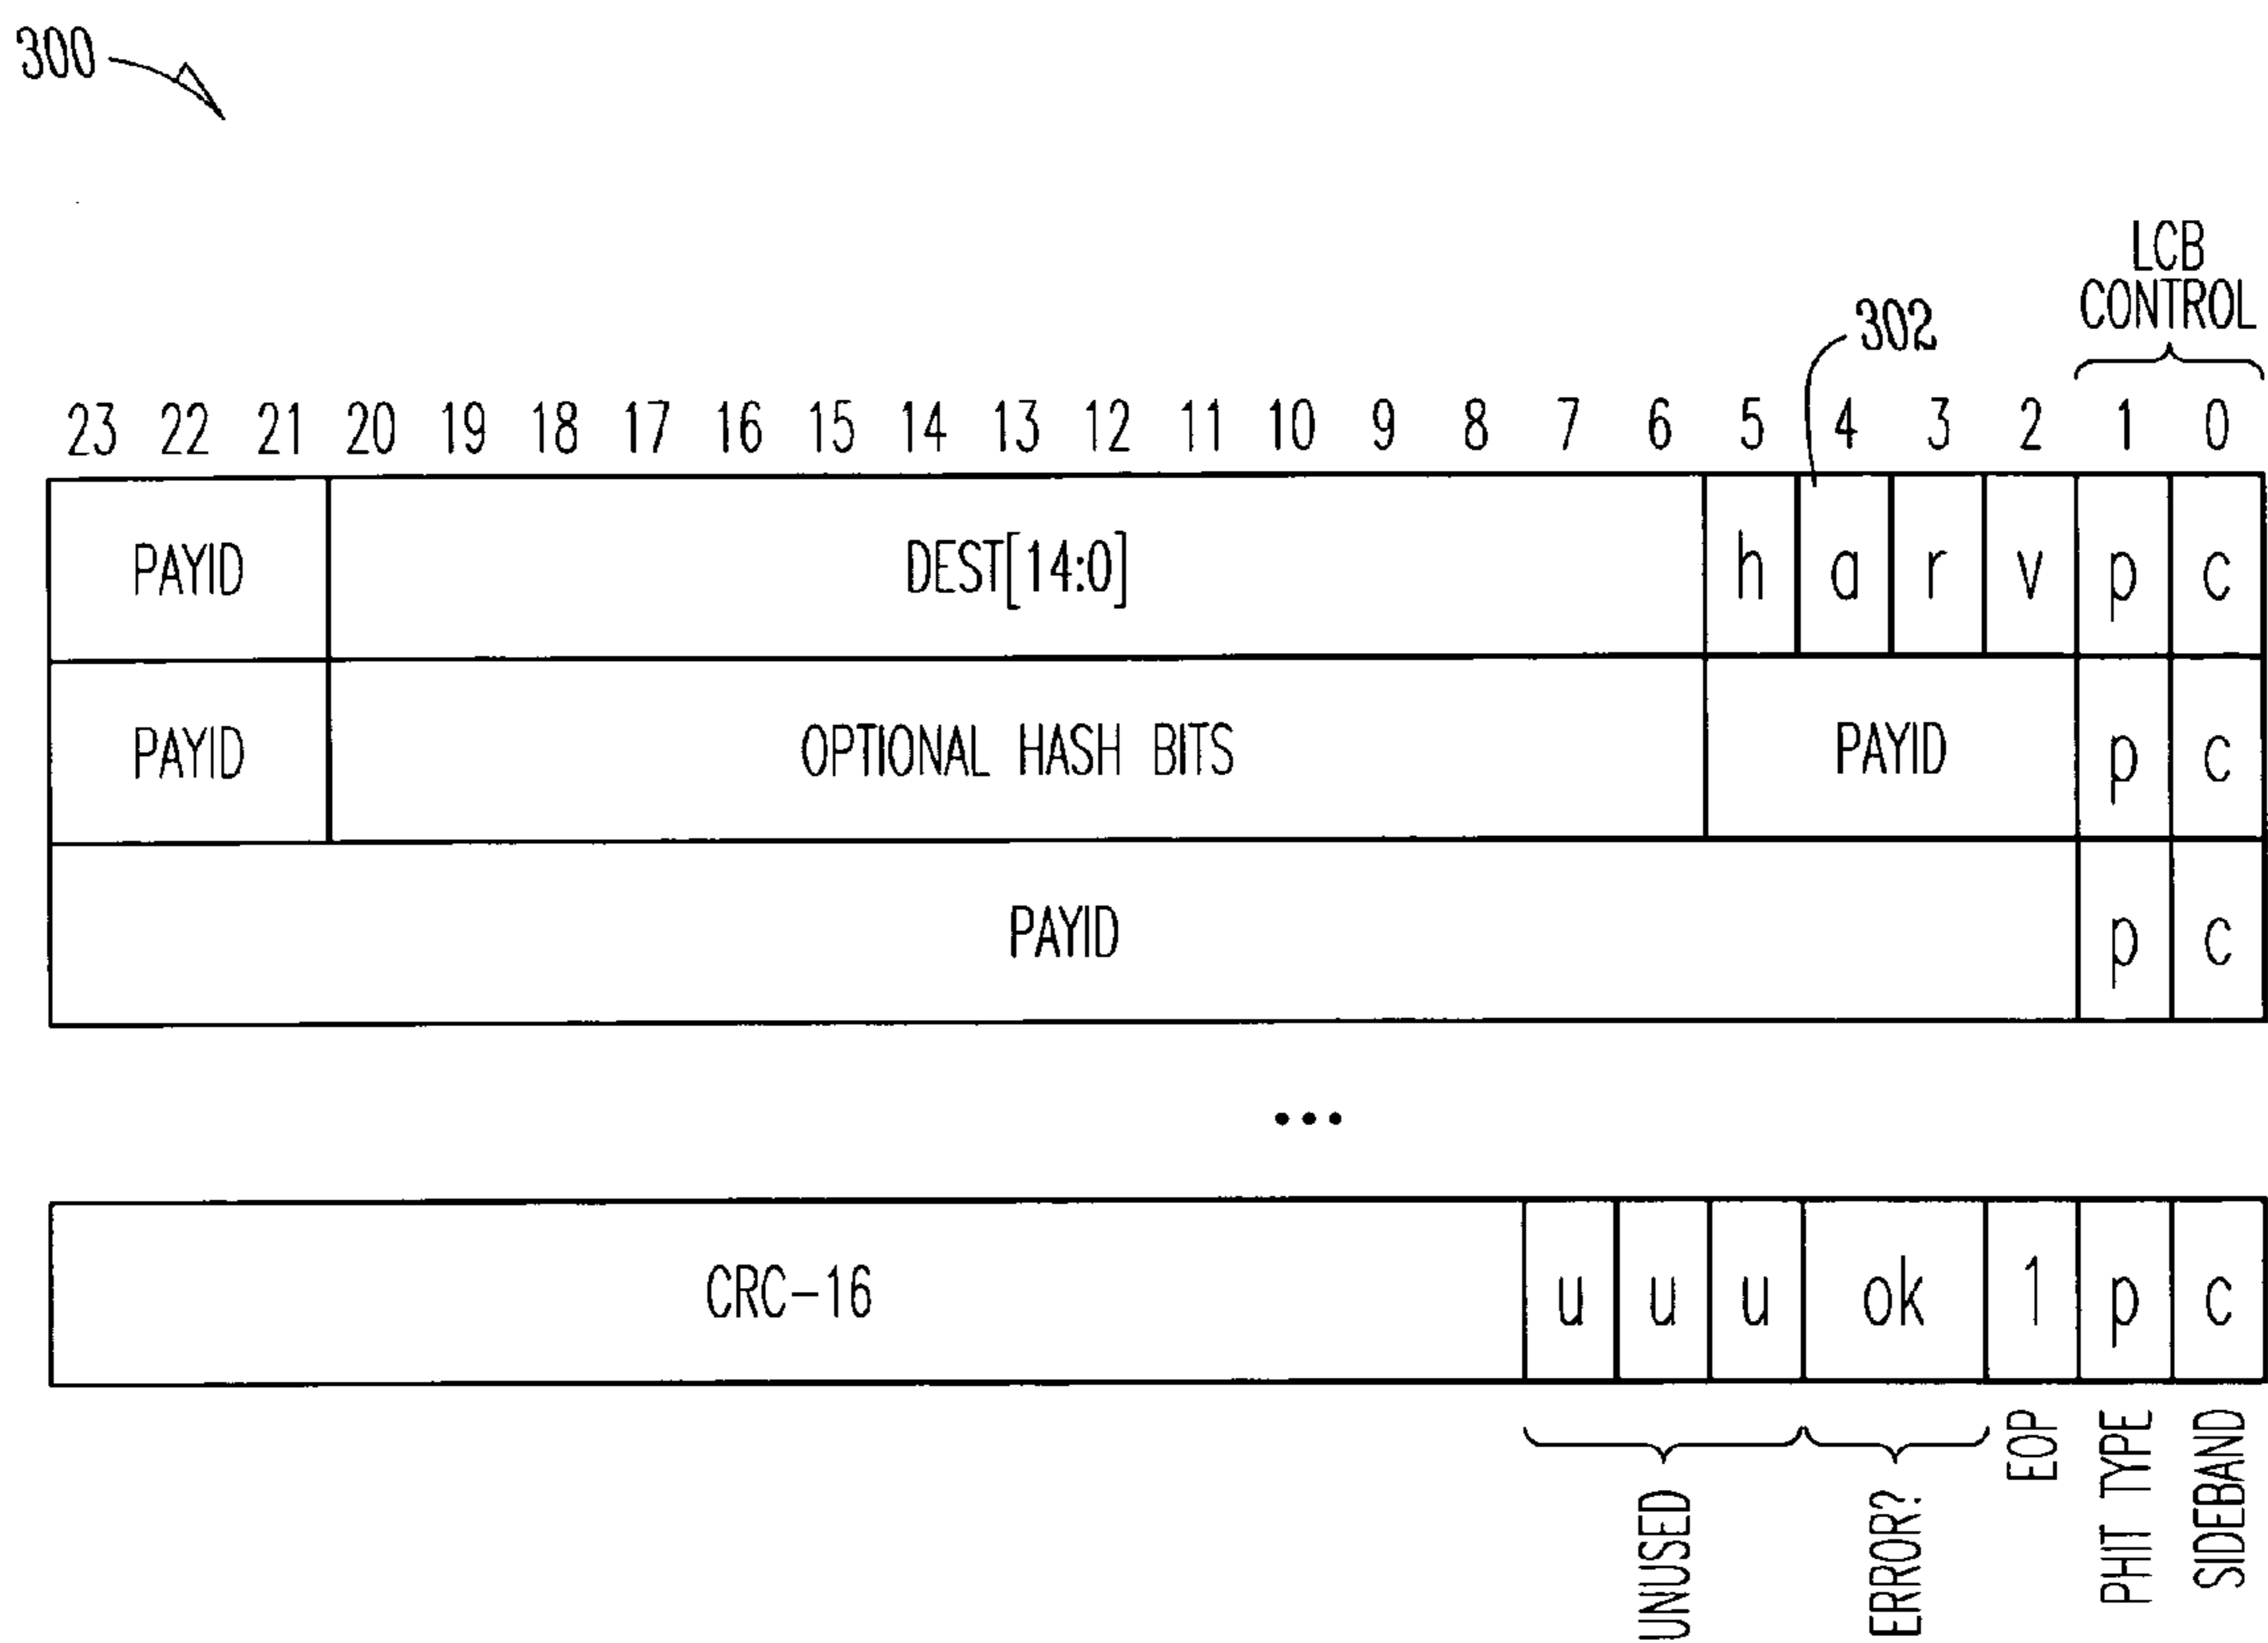 300
LCB
CONTROL
302
23 22 21 20 19 18 17 16 15 14 13 12 11 10 9 8 7 6 5 4 3 2 1 0
PAYID DEST[14:0] h a r v p c
PAYID OPTIONAL HASH BITS PAYID p c
PAYID p c
...
CRC-16 u u u ok 1 p c
UNUSED
ERROR?
EOP
PHIT TYPE
SIDEBAND